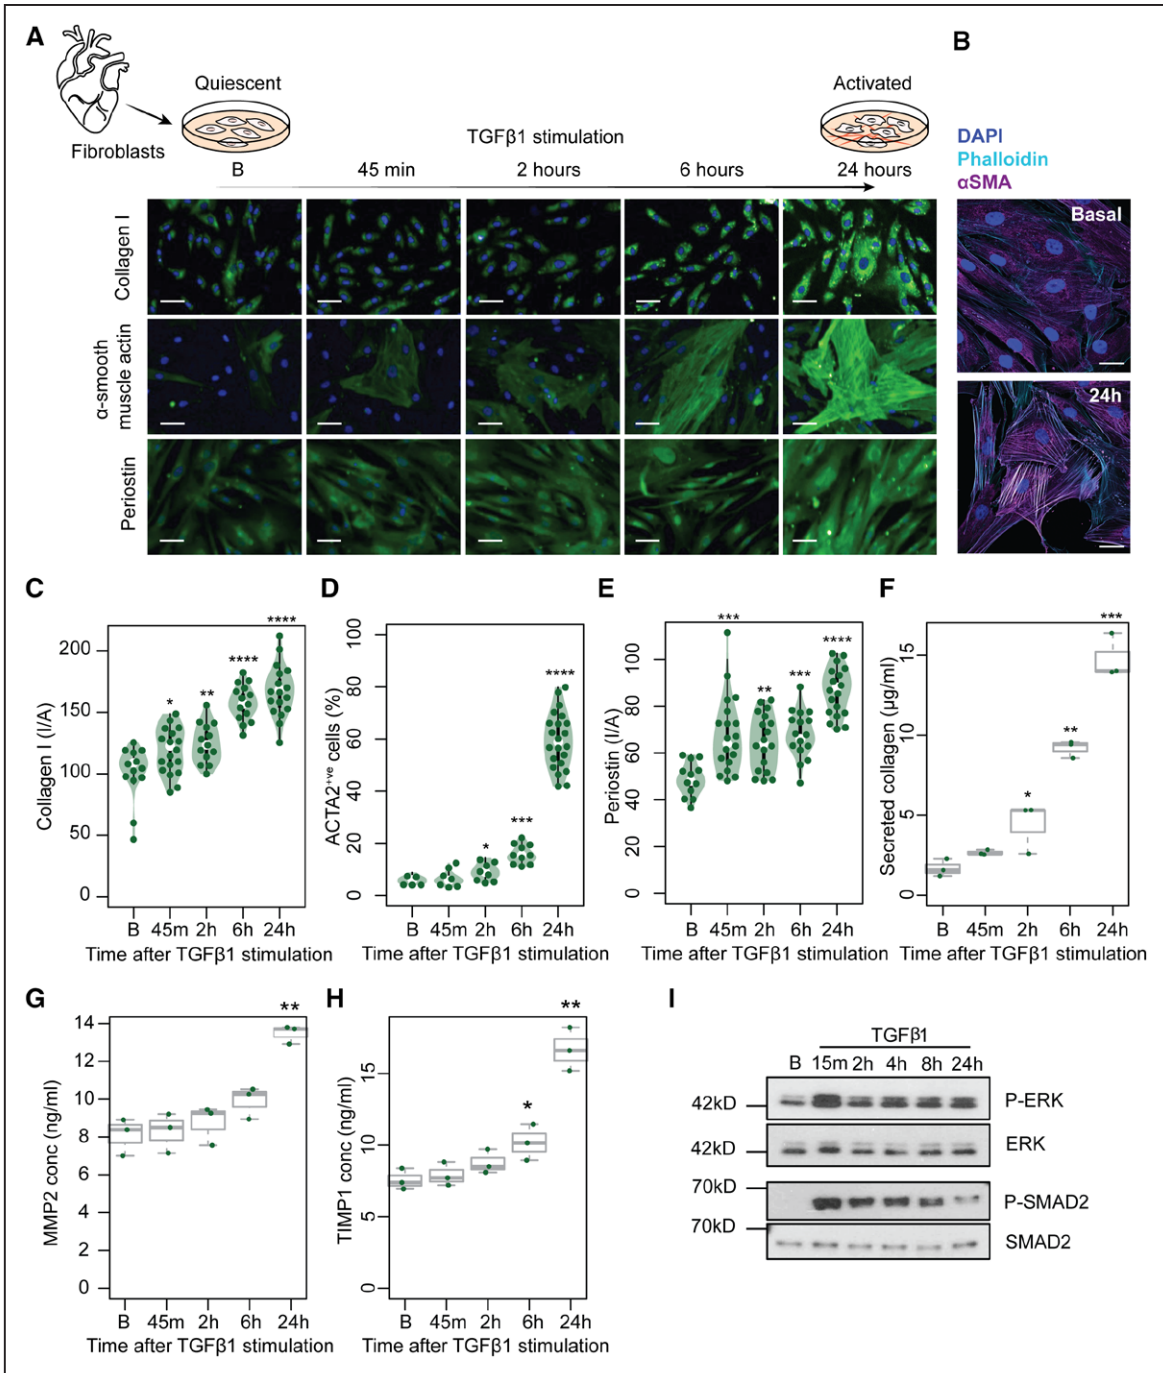 A
B
Quiescent
Activated
Fibroblasts
TGFβ1 stimulation
B 45 min 2 hours 6 hours 24 hours
Collagen I
α-smooth
muscle actin
Periostin
DAPI
Phalloidin
αSMA
Basal
24h
C
Collagen I (I/A)
200
150
100
50
0
* ** **** ****
B 45m 2h 6h 24h
Time after TGFβ1 stimulation
D
ACTA2+ve cells (%)
100
80
60
40
20
0
* *** ****
B 45m 2h 6h 24h
Time after TGFβ1 stimulation
E
Periostin (I/A)
100
80
60
40
20
0
*** ** *** ****
B 45m 2h 6h 24h
Time after TGFβ1 stimulation
F
Secreted collagen (µg/ml)
15
10
5
0
* ** ***
B 45m 2h 6h 24h
Time after TGFβ1 stimulation
G
MMP2 conc (ng/ml)
14
12
10
8
6
4
2
0
**
B 45m 2h 6h 24h
Time after TGFβ1 stimulation
H
TIMP1 conc (ng/ml)
15
10
5
0
* **
B 45m 2h 6h 24h
Time after TGFβ1 stimulation
I
TGFβ1
B 15m 2h 4h 8h 24h
42kD P-ERK
42kD ERK
70kD P-SMAD2
70kD SMAD2